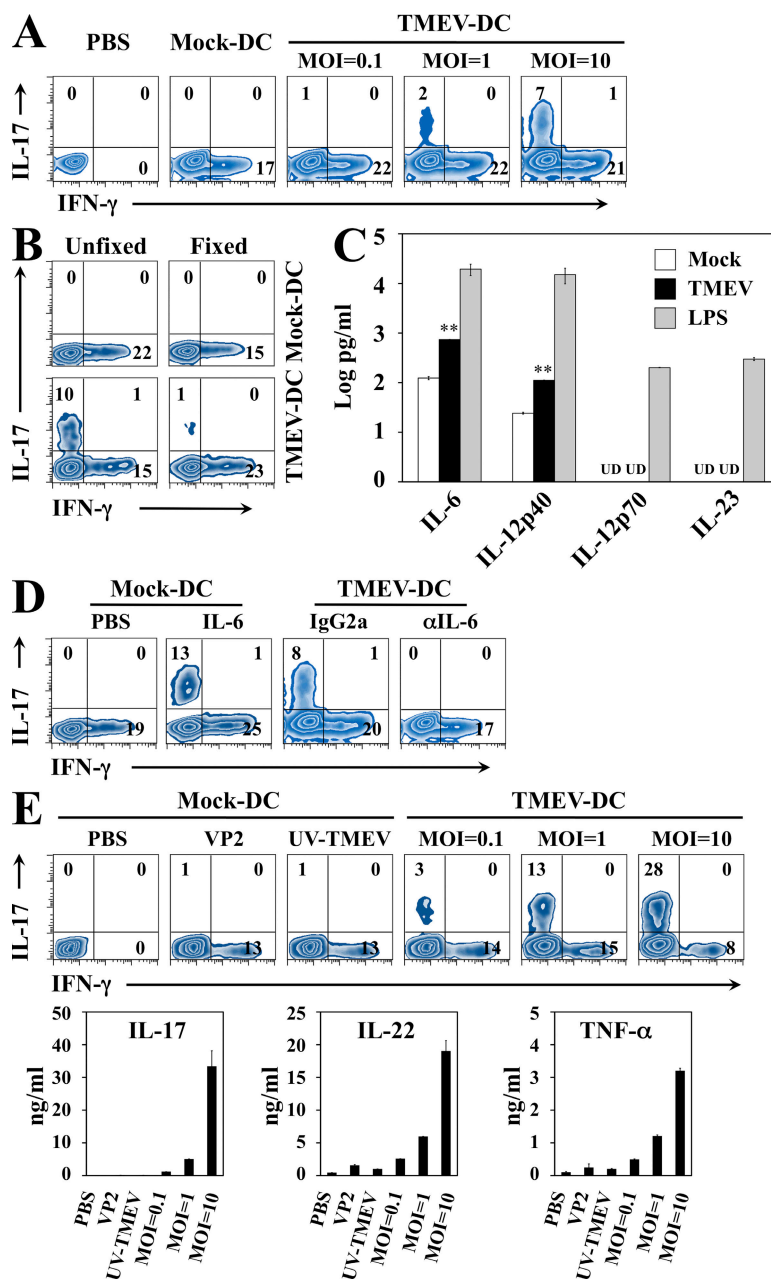 A
PBS Mock-DC TMEV-DC
MOI=0.1 MOI=1 MOI=10
0 0 0 0 1 0 2 0 7 1
0 17 22 22 21
IL-17
IFN-γ
B
Unfixed Fixed
0 0 0 0
22 15
10 1 1 0
15 23
IL-17
IFN-γ
TMEV-DC Mock-DC
C
Log pg/ml
5
4
3
2
1
0
Mock
TMEV
LPS
**
**
UD UD UD UD
IL-6 IL-12p40 IL-12p70 IL-23
D
Mock-DC TMEV-DC
PBS IL-6 IgG2a αIL-6
0 0 13 1 8 1 0 0
19 25 20 17
IL-17
IFN-γ
E
Mock-DC TMEV-DC
PBS VP2 UV-TMEV MOI=0.1 MOI=1 MOI=10
0 0 1 0 1 0 3 0 13 0 28 0
0 13 13 14 15 8
IL-17
IFN-γ
IL-17
ng/ml
50
40
30
20
10
0
PBS VP2 UV-TMEV MOI=0.1 MOI=1 MOI=10
IL-22
ng/ml
25
20
15
10
5
0
PBS VP2 UV-TMEV MOI=0.1 MOI=1 MOI=10
TNF-α
ng/ml
5
4
3
2
1
0
PBS VP2 UV-TMEV MOI=0.1 MOI=1 MOI=10